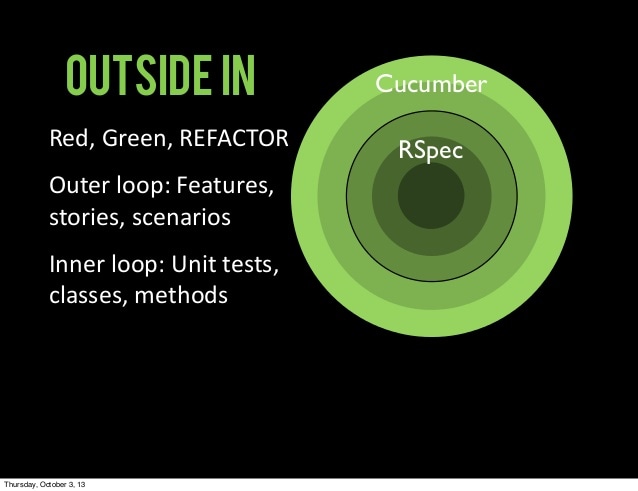 OUTSIDE IN
Red, Green, REFACTOR
Outer loop: Features,
stories, scenarios
Inner loop: Unit tests,
classes, methods
Cucumber
RSpec
Thursday, October 3, 13